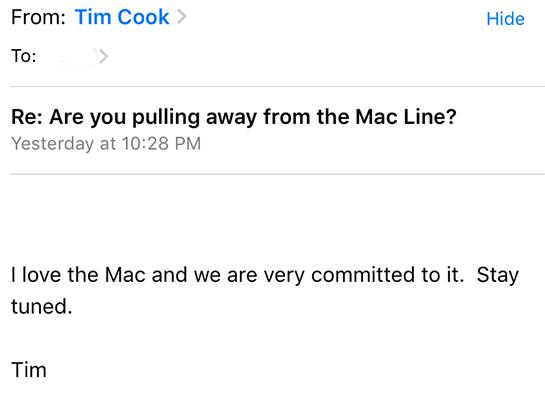 From: Tim Cook
Hide
To:
Re: Are you pulling away from the Mac Line?
Yesterday at 10:28 PM
I love the Mac and we are very committed to it.  Stay
tuned.
Tim